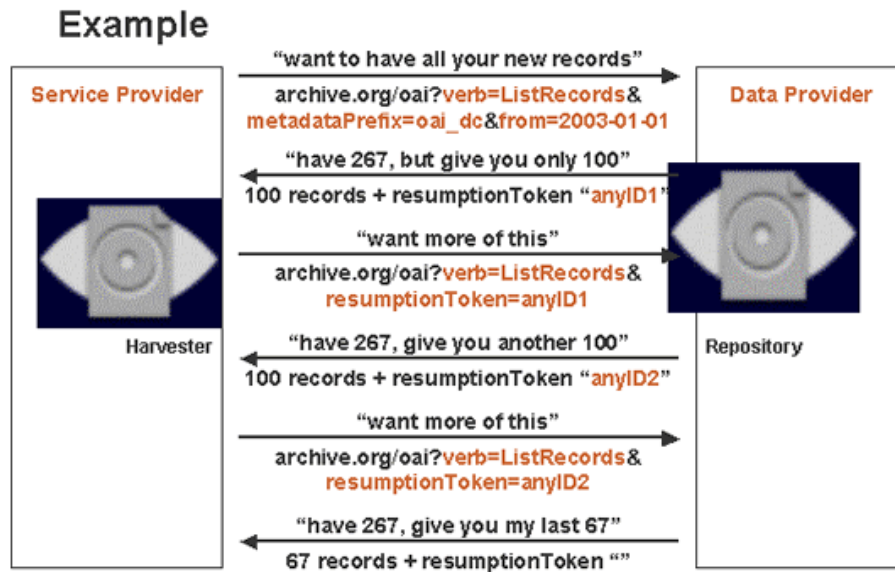 Example
Service Provider
Harvester
“want to have all your new records”
archive.org/oai?verb=ListRecords&
metadataPrefix=oai_dc&from=2003-01-01
“have 267, but give you only 100”
100 records + resumptionToken “anyID1”
“want more of this”
archive.org/oai?verb=ListRecords&
resumptionToken=anyID1
“have 267, give you another 100”
100 records + resumptionToken “anyID2”
“want more of this”
archive.org/oai?verb=ListRecords&
resumptionToken=anyID2
“have 267, give you my last 67”
67 records + resumptionToken “”
Data Provider
Repository